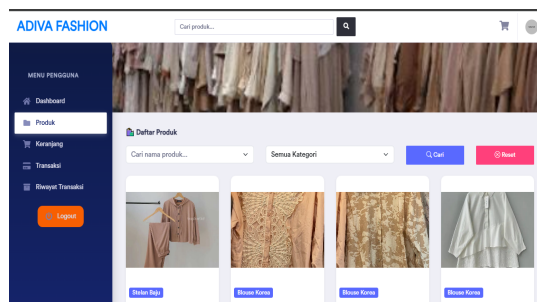 ADIVA FASHION
Cari produk...
MENU PENGGUNA
Dashboard
Produk
Keranjang
Transaksi
Riwayat Transaksi
Logout
Daftar Produk
Cari nama produk...
Semua Kategori
Cari
Reset
Stelan Baju
Blouse Korea
Blouse Korea
Blouse Korea